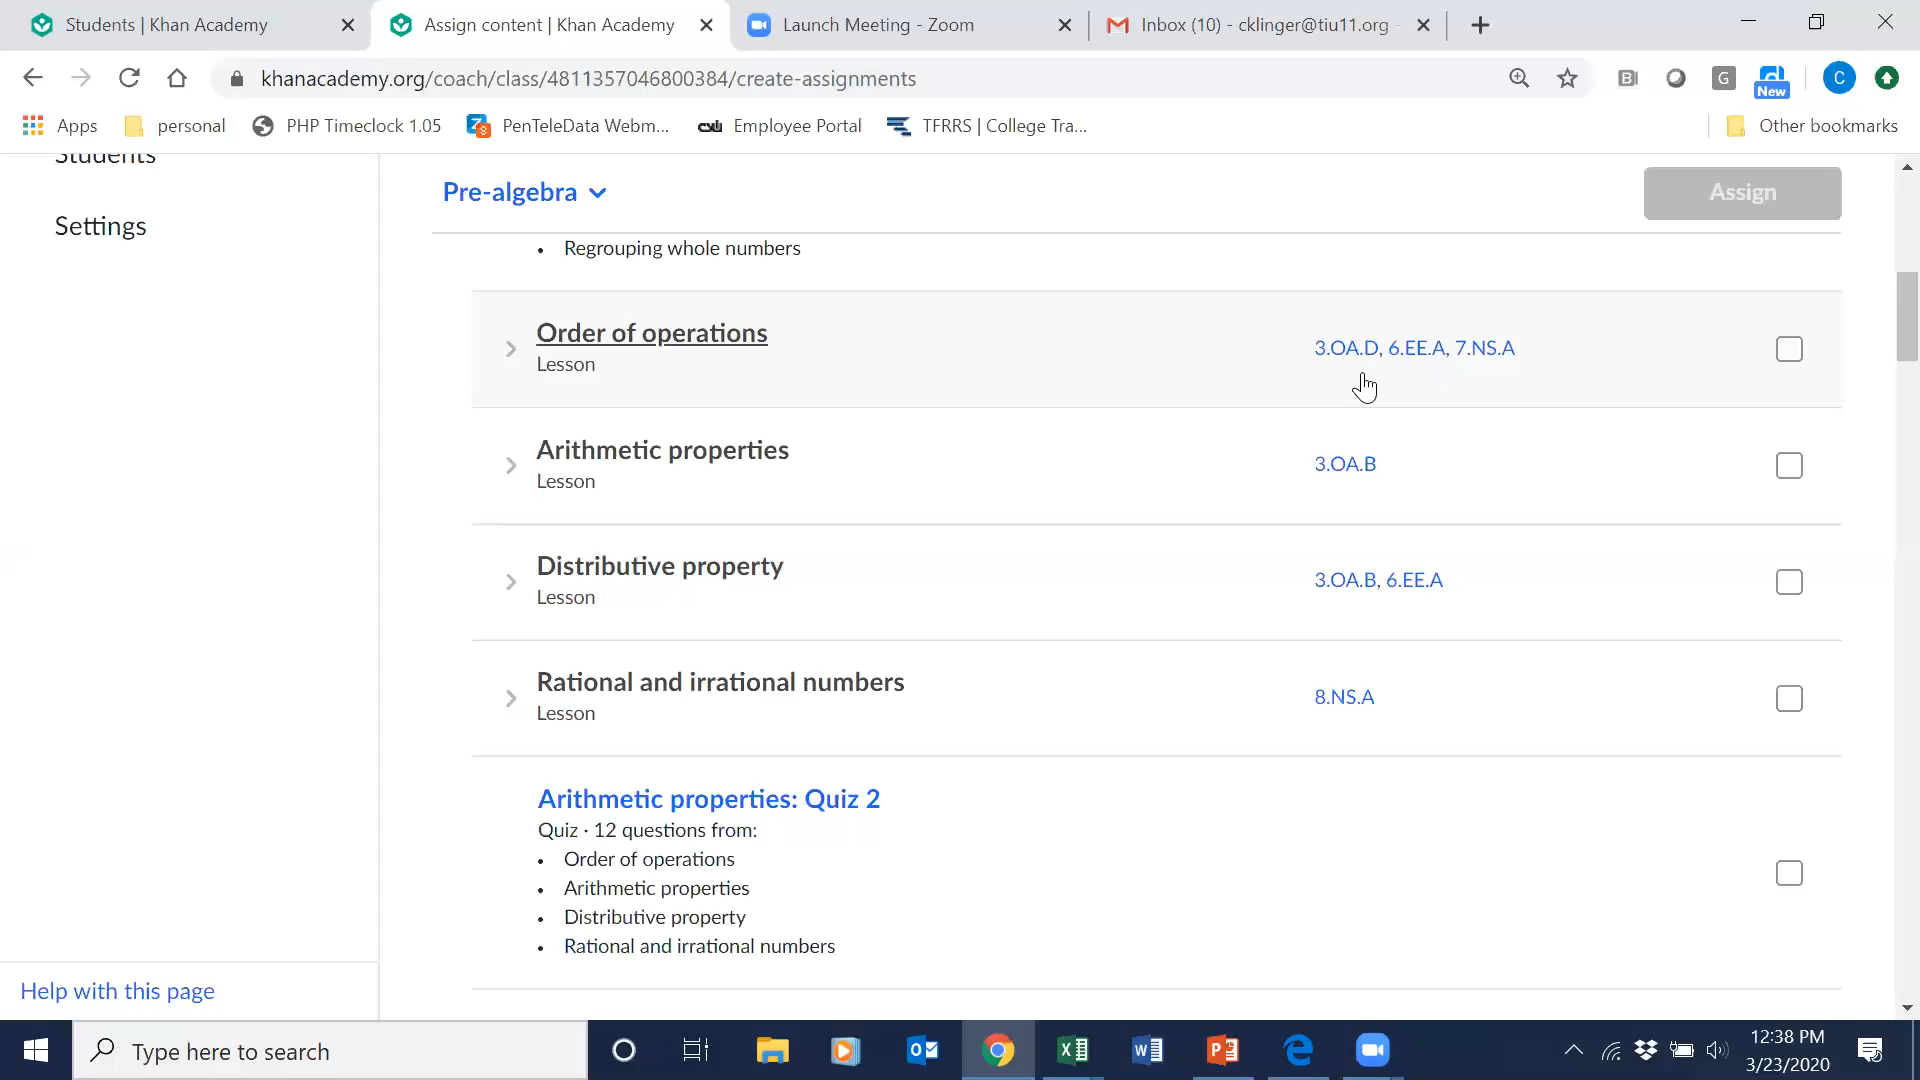 Students | Khan Academy
Assign content | Khan Academy
Launch Meeting - Zoom
Inbox (10) - cklinger@tiu11.org -
khanacademy.org/coach/class/4811357046800384/create-assignments
B!
G
New
C
Apps
personal
PHP Timeclock 1.05
PenTeleData Webm...
Employee Portal
TFRRS | College Tra...
Other bookmarks
Students
Settings
Pre-algebra
Assign
• Regrouping whole numbers
Order of operations
Lesson
3.OA.D, 6.EE.A, 7.NS.A
Arithmetic properties
Lesson
3.OA.B
Distributive property
Lesson
3.OA.B, 6.EE.A
Rational and irrational numbers
Lesson
8.NS.A
Arithmetic properties: Quiz 2
Quiz · 12 questions from:
• Order of operations
• Arithmetic properties
• Distributive property
• Rational and irrational numbers
Help with this page
Type here to search
12:38 PM
3/23/2020